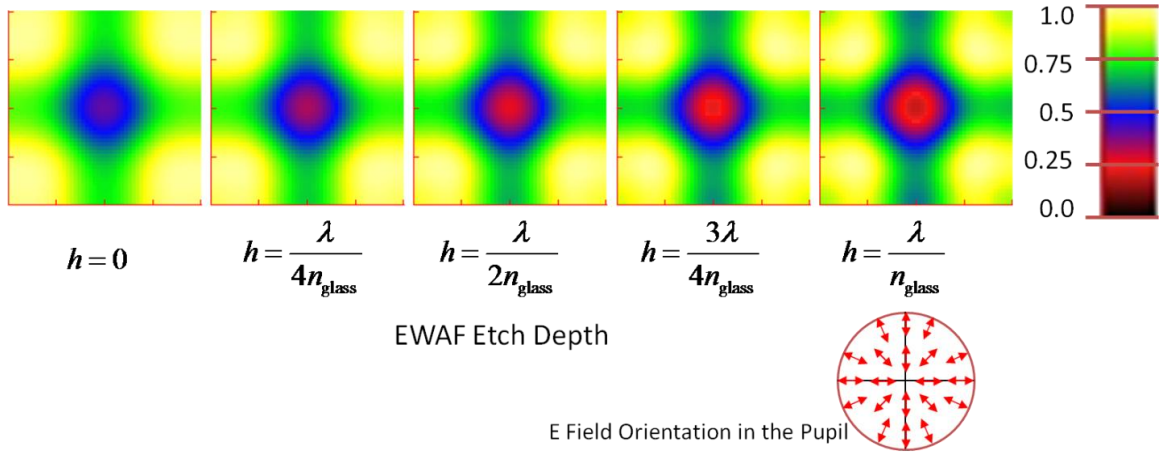 1.0
0.75
0.5
0.25
0.0
h = 0
h = λ/4n_glass
h = λ/2n_glass
h = 3λ/4n_glass
h = λ/n_glass
EWAF Etch Depth
E Field Orientation in the Pupil